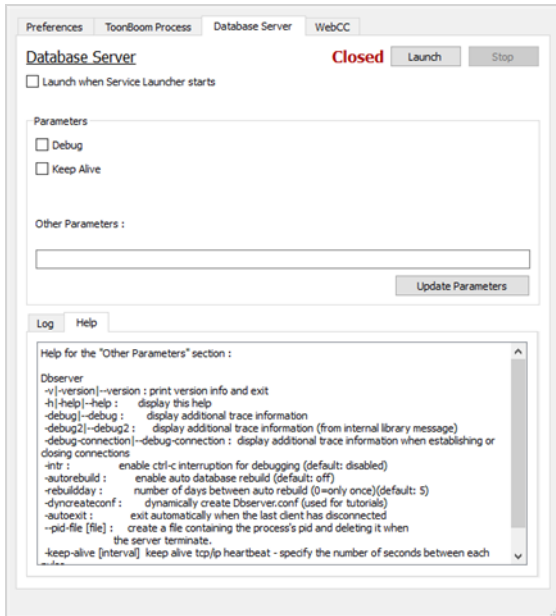 Preferences ToonBoom Process Database Server WebCC
Database Server Closed Launch Stop
Launch when Service Launcher starts
Parameters
Debug
Keep Alive
Other Parameters :
Update Parameters
Log Help
Help for the "Other Parameters" section :
Dbserver
-v|-version|--version : print version info and exit
-h|-help|--help : display this help
-debug|--debug : display additional trace information
-debug2|--debug2 : display additional trace information (from internal library message)
-debug-connection|--debug-connection : display additional trace information when establishing or
closing connections
-intr : enable ctrl-c interruption for debugging (default: disabled)
-autorebuild : enable auto database rebuild (default: off)
-rebuildday : number of days between auto rebuild (0=only once)(default: 5)
-dyncreateconf : dynamically create Dbserver.conf (used for tutorials)
-autoexit : exit automatically when the last client has disconnected
--pid-file [file] : create a file containing the process's pid and deleting it when
the server terminate.
-keep-alive [interval] keep alive tcp/ip heartbeat - specify the number of seconds between each